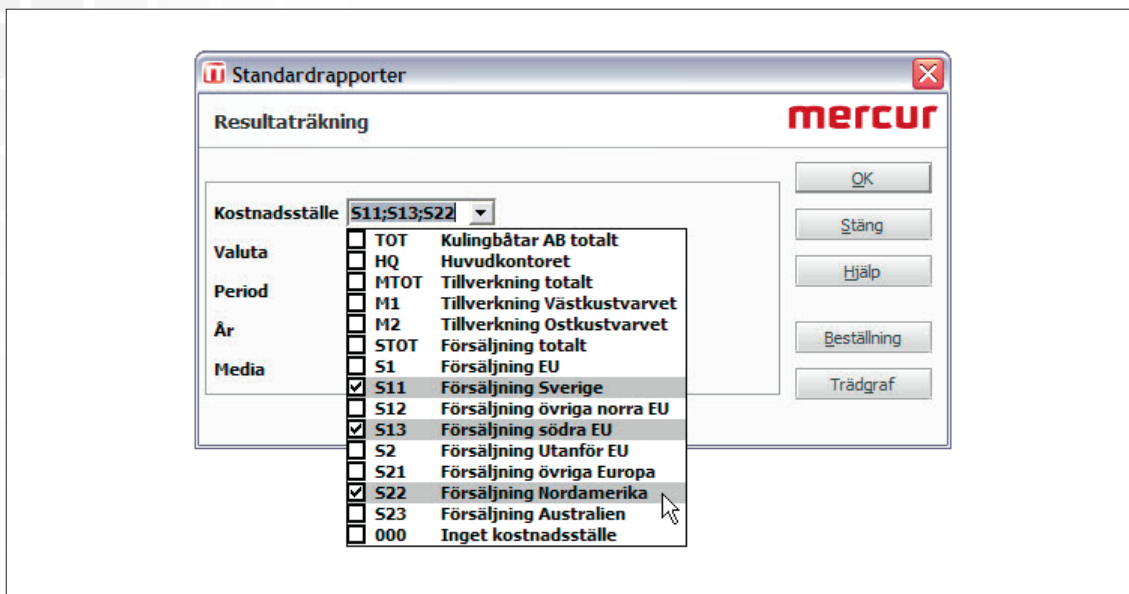 Standardrapporter
Resultaträkning
mercur
OK
Kostnadsställe S11;S13;S22
Stäng
Valuta
Hjälp
Period
År
Beställning
Media
Trädgraf
TOT Kulingbåtar AB totalt
HQ Huvudkontoret
MTOT Tillverkning totalt
M1 Tillverkning Västkustvarvet
M2 Tillverkning Ostkustvarvet
STOT Försäljning totalt
S1 Försäljning EU
S11 Försäljning Sverige
S12 Försäljning övriga norra EU
S13 Försäljning södra EU
S2 Försäljning Utanför EU
S21 Försäljning övriga Europa
S22 Försäljning Nordamerika
S23 Försäljning Australien
000 Inget kostnadsställe